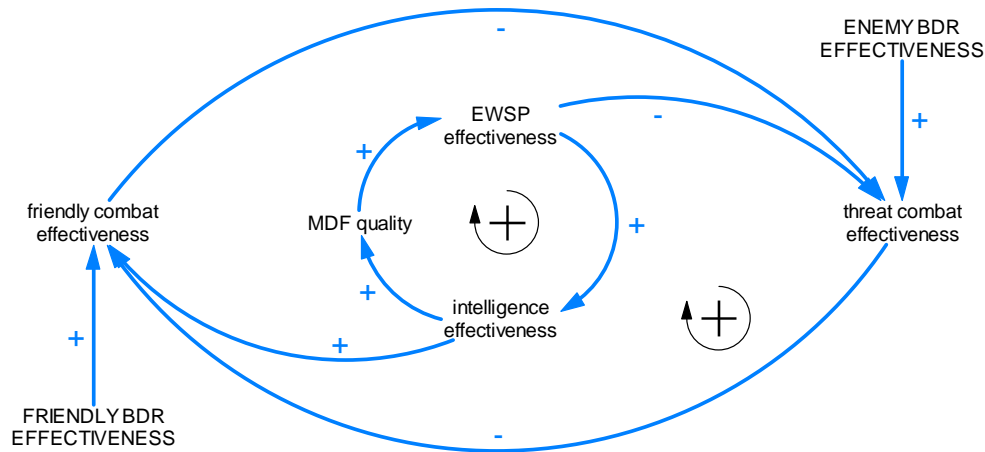 -
ENEMY BDR
EFFECTIVENESS
EWSP
effectiveness
-
+
+
friendly combat
effectiveness
MDF quality
+
+
threat combat
effectiveness
+
intelligence
effectiveness
+
+
+
+
FRIENDLY BDR
EFFECTIVENESS
-